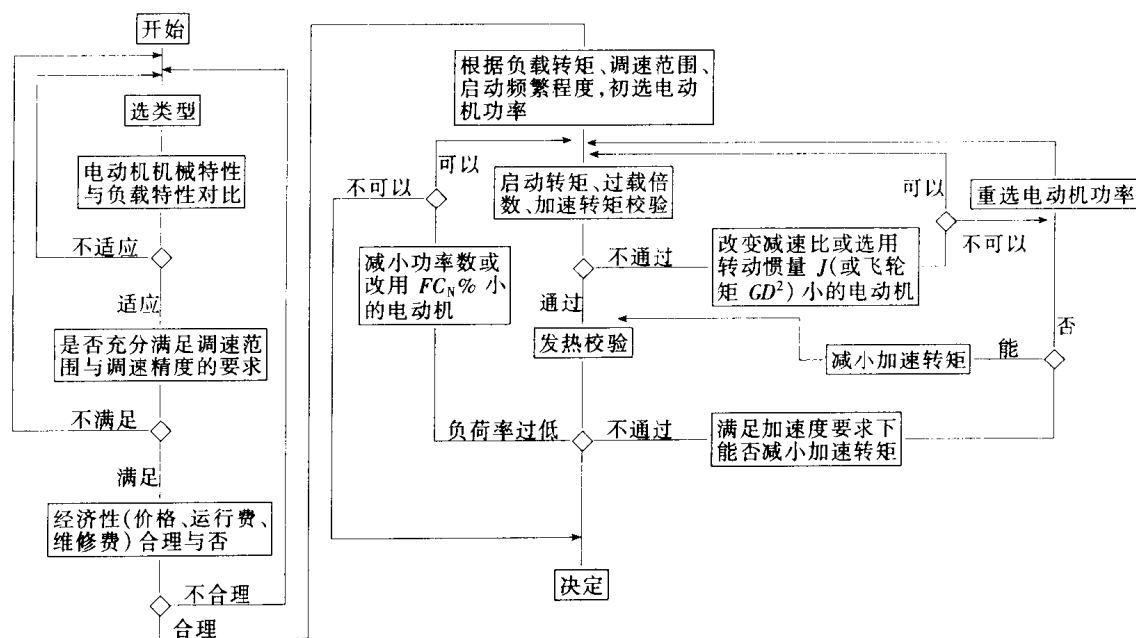 开始
选类型
电动机机械特性
与负载特性对比
不适应
适应
是否充分满足调速范
围与调速精度的要求
不满足
满足
经济性(价格、运行费、
维修费)合理与否
不合理
合理
根据负载转矩、调速范围、
启动频繁程度,初选电动
机功率
可以
不可以
启动转矩、过载倍
数、加速转矩校验
可以
重选电动机功率
不可以
减小功率数或
改用 FC_N% 小
的电动机
不通过
改变减速比或选用
转动惯量 J(或飞轮
矩 GD²)小的电动机
通过
发热校验
减小加速转矩
能
否
负荷率过低
不通过
满足加速度要求下
能否减小加速转矩
决定